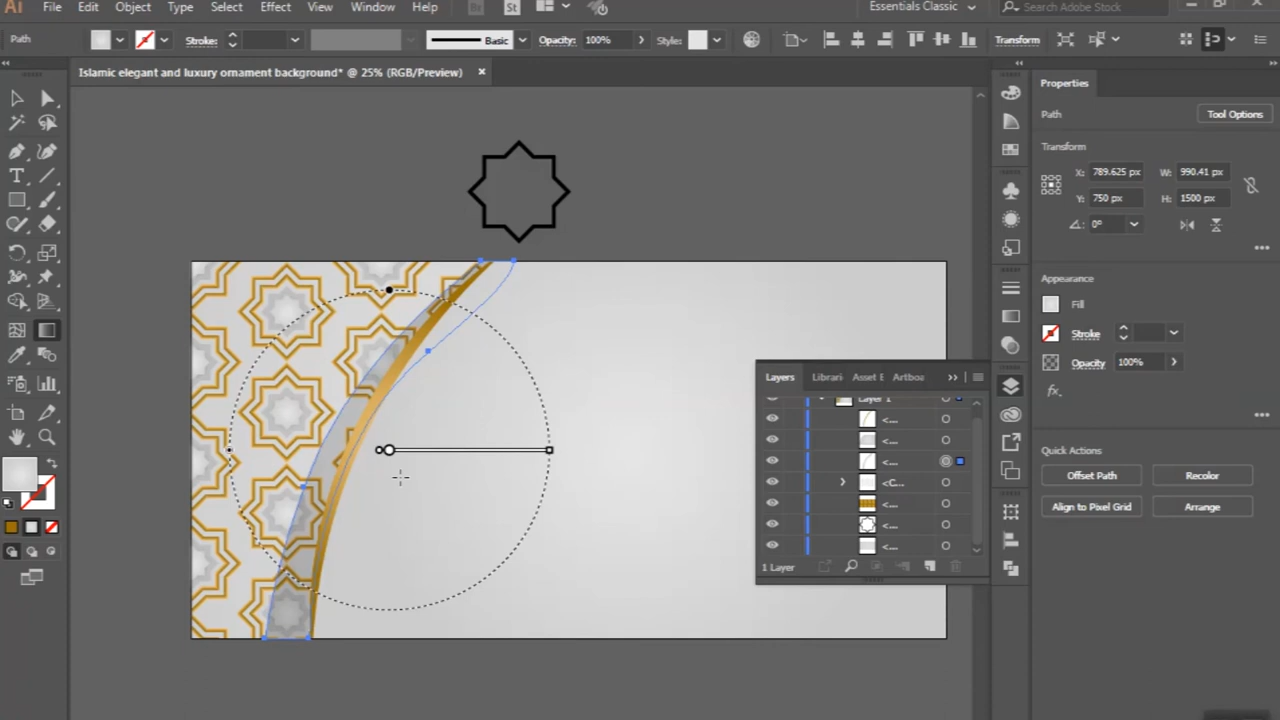 Ai File Edit Object Type Select Effect View Window Help Br St Essentials Classic Search Adobe Stock
Path Stroke: Basic Opacity: 100% Style: Transform
Islamic elegant and luxury ornament background* @ 25% (RGB/Preview) ×
Properties
Path Tool Options
Transform
X: 789.625 px W: 990.41 px
Y: 750 px H: 1500 px
0°
Appearance
Fill
Stroke
Opacity 100%
fx.
Quick Actions
Offset Path Recolor
Align to Pixel Grid Arrange
Layers Librari Asset E Artboa
Layer 1
<...
<...
<...
<C...
<...
<...
<...
1 Layer